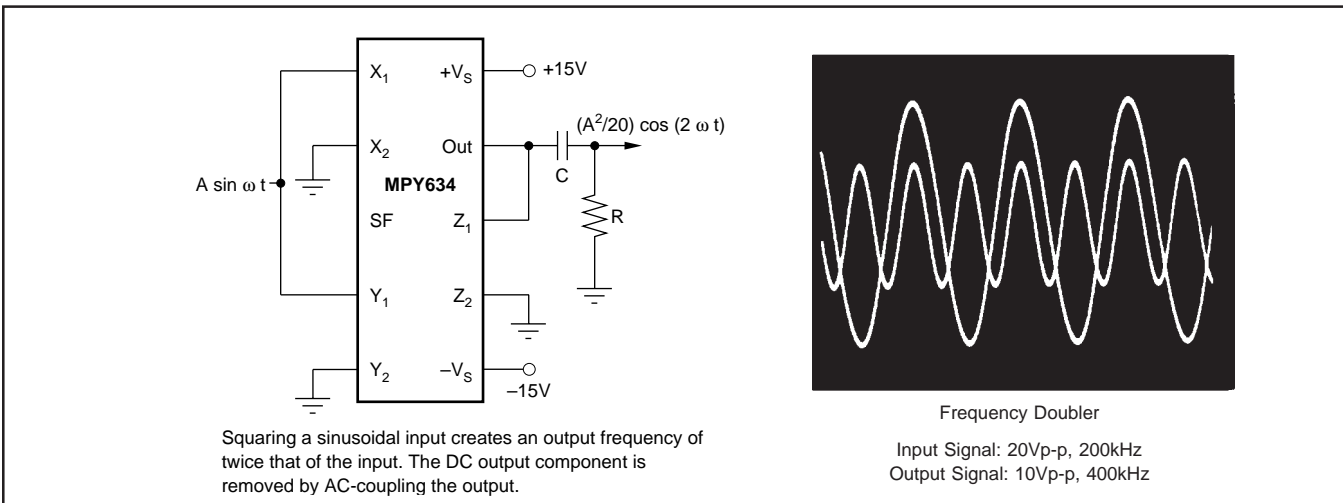 X₁
+V_S
+15V
(A²/20) cos (2 ω t)
X₂
Out
C
A sin ω t
MPY634
SF
Z₁
R
Y₁
Z₂
Y₂
–V_S
–15V
Squaring a sinusoidal input creates an output frequency of
twice that of the input. The DC output component is
removed by AC-coupling the output.
Frequency Doubler
Input Signal: 20Vp-p, 200kHz
Output Signal: 10Vp-p, 400kHz